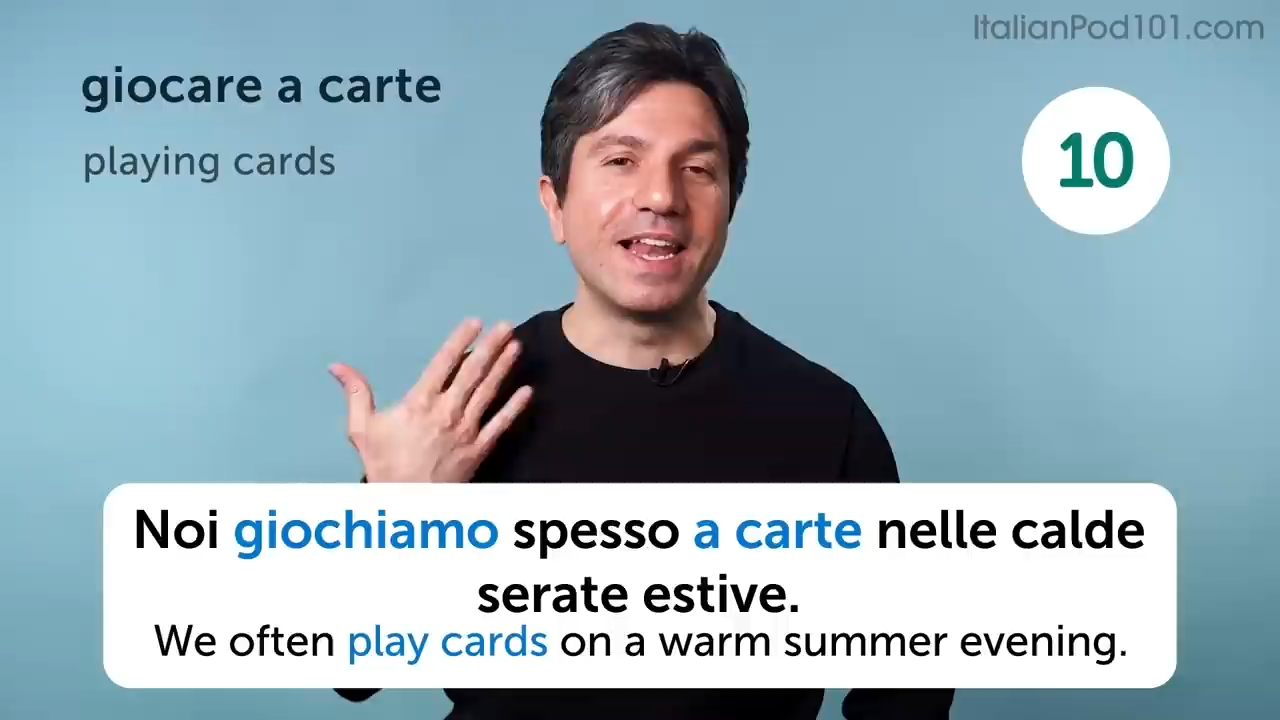 ItalianPod101.com
giocare a carte
playing cards
10
Noi giochiamo spesso a carte nelle calde
serate estive.
We often play cards on a warm summer evening.